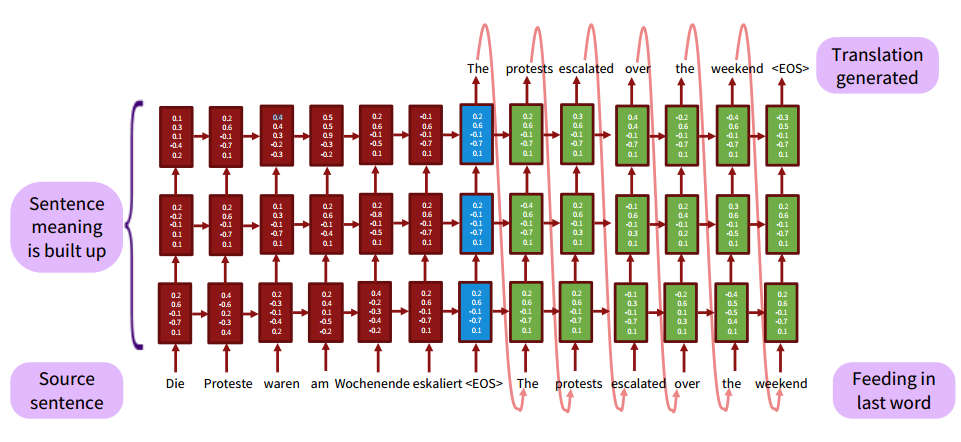 The protests escalated over the weekend <EOS>
Translation
generated
0.1 0.2 0.4 0.5 0.2 -0.1 0.2 0.2 0.3 0.4 -0.2 -0.4 -0.3
0.3 0.6 0.4 0.5 0.6 0.6 0.6 0.6 0.6 0.4 0.6 0.6 0.5
0.1 -0.1 0.3 0.9 -0.1 -0.1 -0.1 -0.1 -0.1 -0.1 -0.1 -0.1 -0.1
-0.4 -0.7 -0.2 -0.3 -0.5 -0.7 -0.7 -0.7 -0.7 -0.7 -0.7 -0.7 -0.7
0.2 0.1 -0.3 -0.2 0.1 0.1 0.1 0.1 0.1 0.1 0.1 0.1 0.1
Sentence
meaning
is built up
0.2 0.2 0.1 0.2 0.2 0.2 0.2 -0.4 0.2 -0.1 0.2 0.3 0.2
-0.2 0.6 0.3 0.6 -0.8 0.6 -0.1 0.6 0.6 0.6 0.4 0.6 0.6
-0.1 -0.1 -0.1 -0.1 -0.1 -0.1 -0.1 -0.1 -0.1 -0.1 -0.1 -0.1 -0.1
0.1 -0.7 -0.7 -0.4 -0.5 -0.7 -0.7 -0.7 0.3 0.3 0.2 -0.5 -0.7
0.1 0.1 0.1 0.1 0.1 0.1 0.1 0.1 0.1 0.1 0.1 0.1 0.1
0.2 0.4 0.2 0.2 0.4 0.2 0.2 0.2 0.2 -0.1 -0.2 -0.4 0.2
0.6 -0.6 -0.3 0.4 -0.2 0.6 0.6 0.6 0.6 0.3 0.6 0.5 0.6
-0.1 0.2 -0.1 0.1 -0.3 -0.1 -0.1 -0.1 -0.1 -0.1 0.1 -0.5 -0.1
-0.7 -0.3 -0.4 -0.5 -0.4 -0.7 -0.7 -0.7 -0.7 -0.7 0.3 0.4 -0.7
0.1 0.4 0.2 -0.2 -0.2 0.1 0.1 0.1 0.1 0.1 0.1 0.1 0.1
Source
sentence
Die Proteste waren am Wochenende eskaliert <EOS> The protests escalated over the weekend
Feeding in
last word